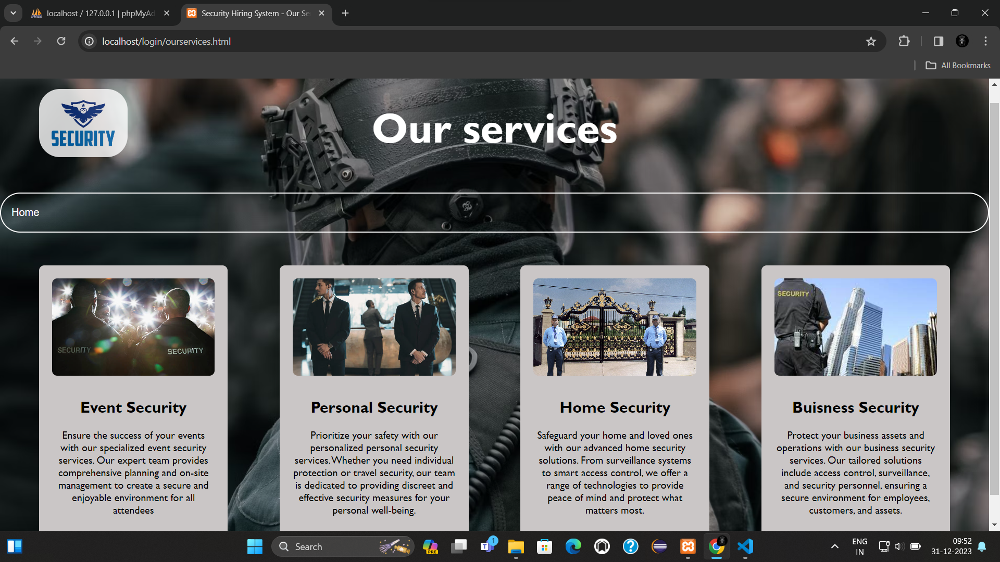 localhost / 127.0.0.1 | phpMyAd
Security Hiring System - Our Se
localhost/login/ourservices.html
All Bookmarks
SECURITY
Our services
Home
SECURITY
SECURITY
SECURITY
Event Security
Ensure the success of your events
with our specialized event security
services. Our expert team provides
comprehensive planning and on-site
management to create a secure and
enjoyable environment for all
attendees
Personal Security
Prioritize your safety with our
personalized personal security
services. Whether you need individual
protection or travel security, our team
is dedicated to providing discreet and
effective security measures for your
personal well-being.
Home Security
Safeguard your home and loved ones
with our advanced home security
solutions. From surveillance systems
to smart access control, we offer a
range of technologies to provide
peace of mind and protect what
matters most.
Buisness Security
Protect your business assets and
operations with our business security
services. Our tailored solutions
include access control, surveillance,
and security personnel, ensuring a
secure environment for employees,
customers, and assets.
Search
PRE
T
1
ENG
IN
09:52
31-12-2023